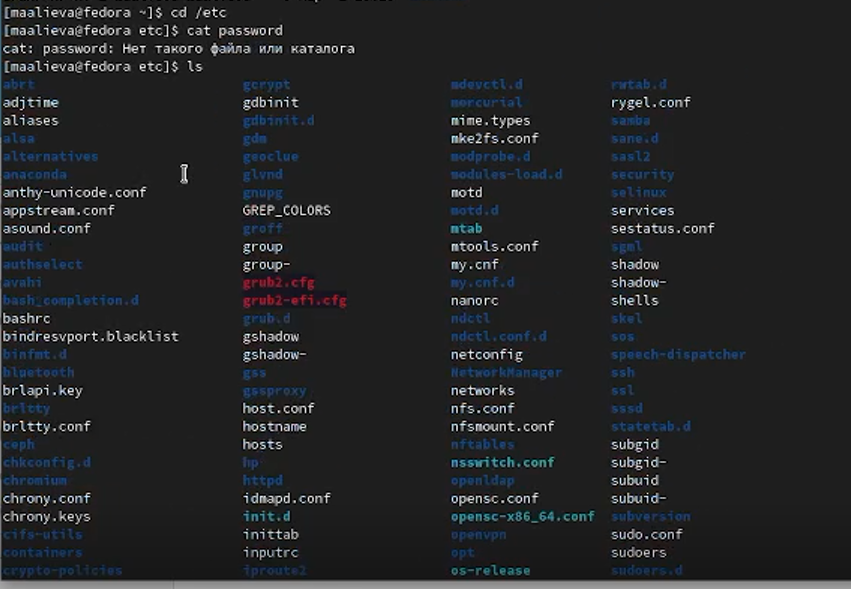 [maalieva@fedora ~]$ cd /etc
[maalieva@fedora etc]$ cat password
cat: password: Нет такого файла или каталога
[maalieva@fedora etc]$ ls
abrt gcrypt mdevctl.d rwtab.d
adjtime gdbinit mercurial rygel.conf
aliases gdbinit.d mime.types samba
alsa gdm mke2fs.conf sane.d
alternatives geoclue modprobe.d sasl2
anaconda glvnd modules-load.d security
anthy-unicode.conf gnupg motd selinux
appstream.conf GREP_COLORS motd.d services
asound.conf groff mtab sestatus.conf
audit group mtools.conf sgml
authselect group- my.cnf shadow
avahi grub2.cfg my.cnf.d shadow-
bash_completion.d grub2-efi.cfg nanorc shells
bashrc grub.d ndctl skel
bindresvport.blacklist gshadow ndctl.conf.d sos
binfmt.d gshadow- netconfig speech-dispatcher
bluetooth gss NetworkManager ssh
brlapi.key gssproxy networks ssl
brltty host.conf nfs.conf sssd
brltty.conf hostname nfsmount.conf statetab.d
ceph hosts nftables subgid
chkconfig.d hp nsswitch.conf subgid-
chromium httpd openldap subuid
chrony.conf idmapd.conf opensc.conf subuid-
chrony.keys init.d opensc-x86_64.conf subversion
cifs-utils inittab openvpn sudo.conf
containers inputrc opt sudoers
crypto-policies iproute2 os-release sudoers.d